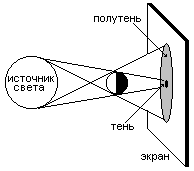 полутень
источник
света
тень
экран